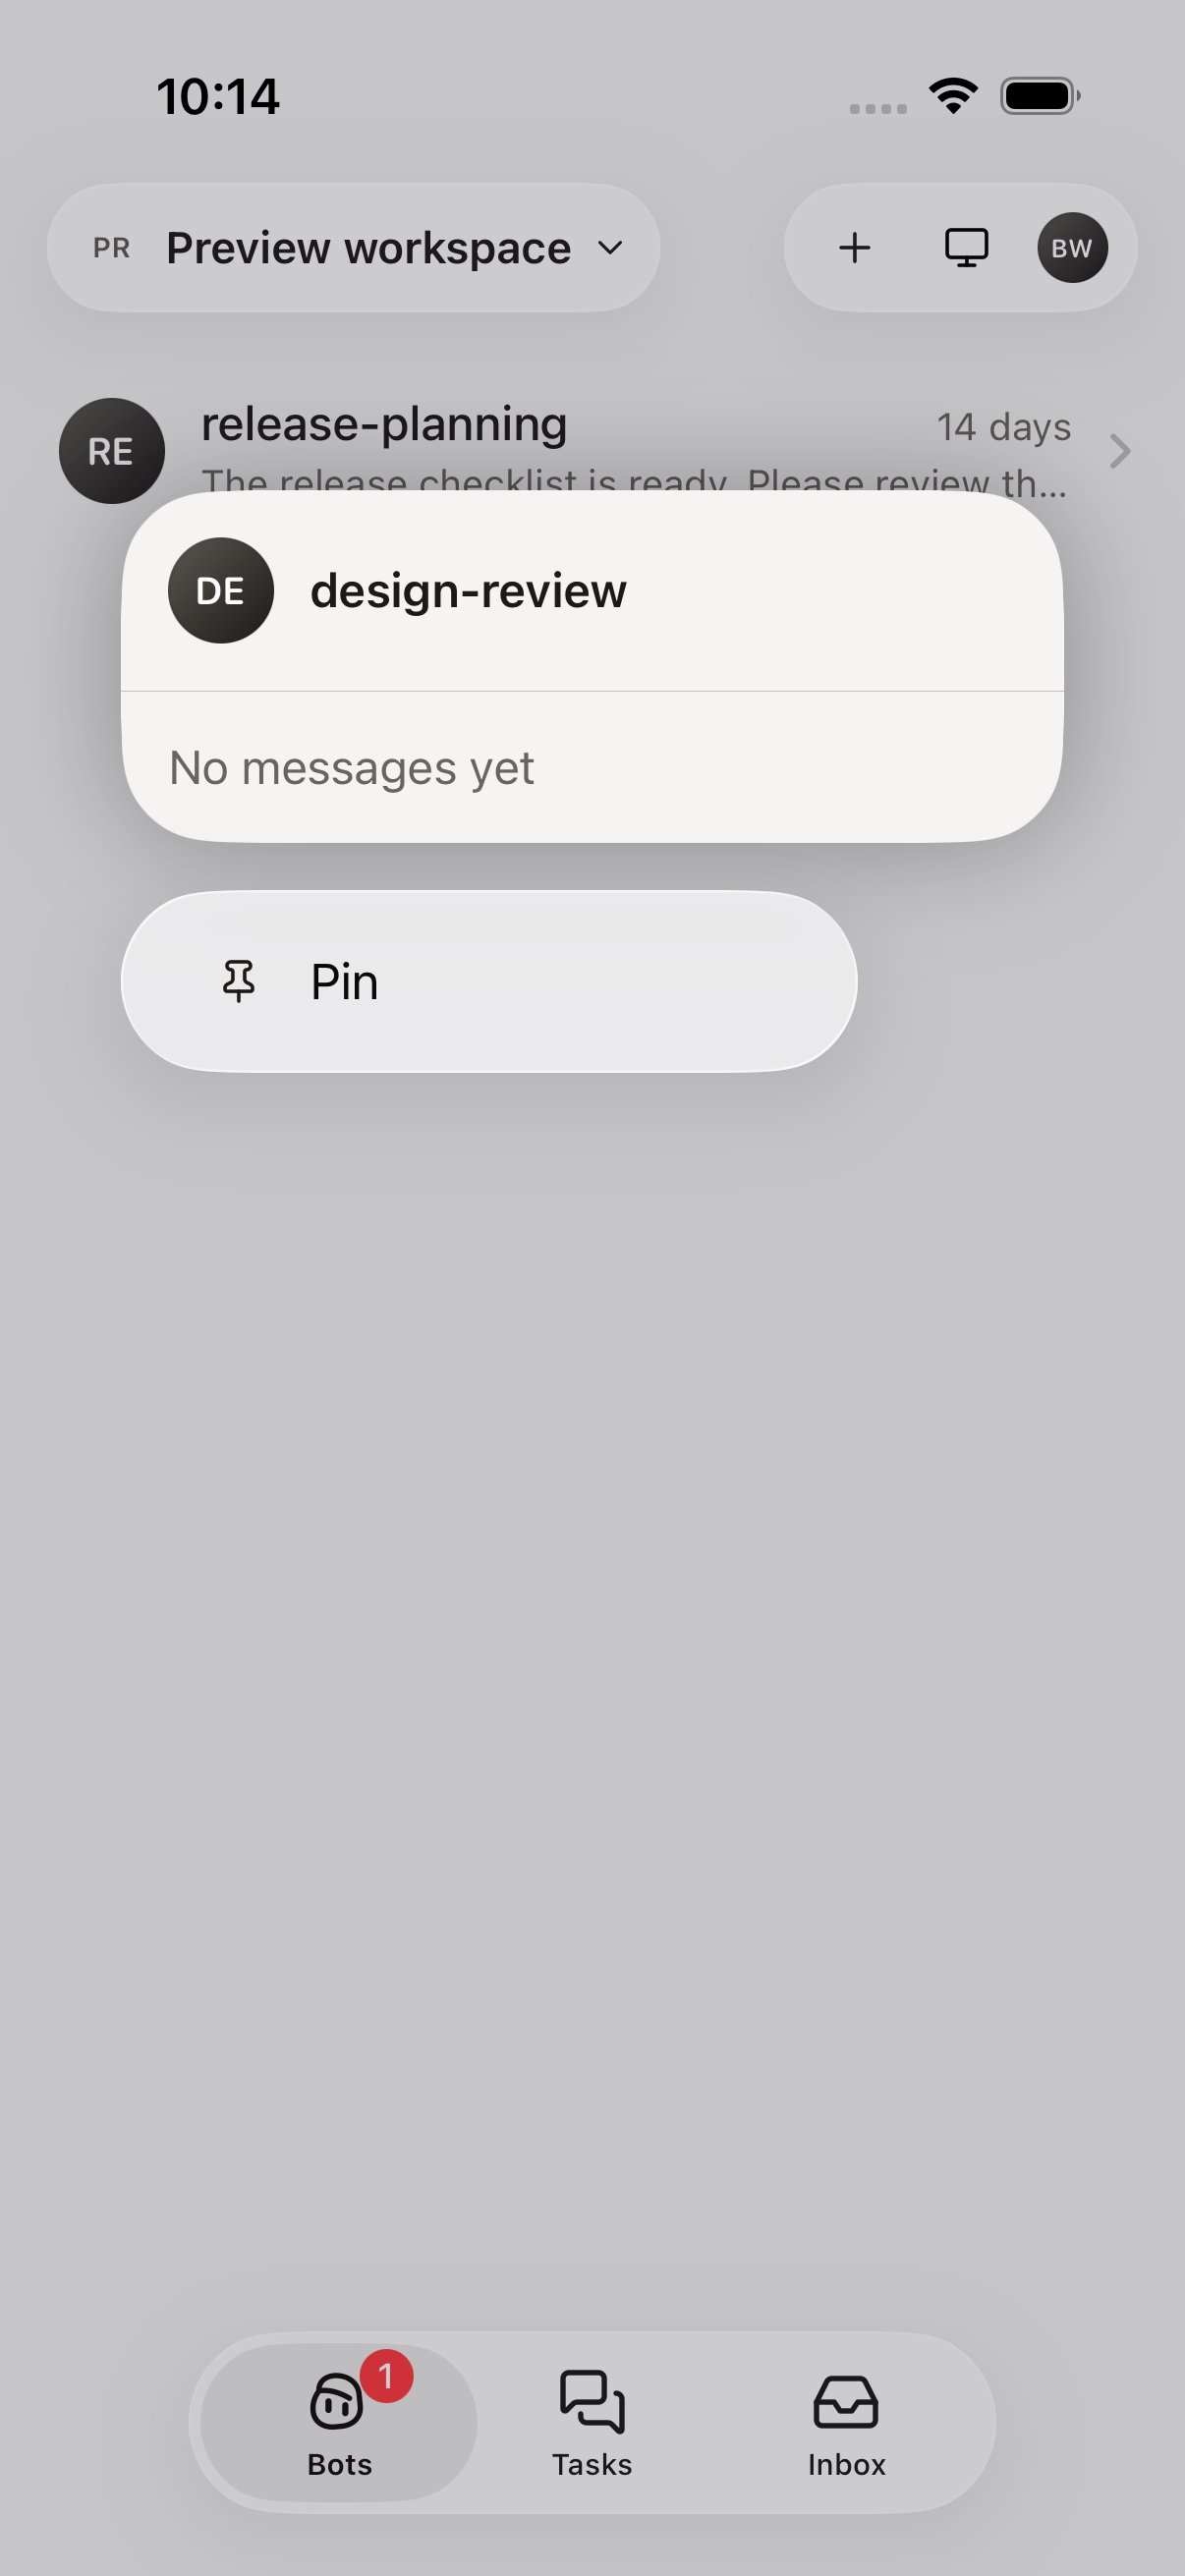 10:14
PR Preview workspace
BW
RE
release-planning
14 days
The release checklist is ready. Please review th...
DE
design-review
No messages yet
Pin
1
Bots
Tasks
Inbox